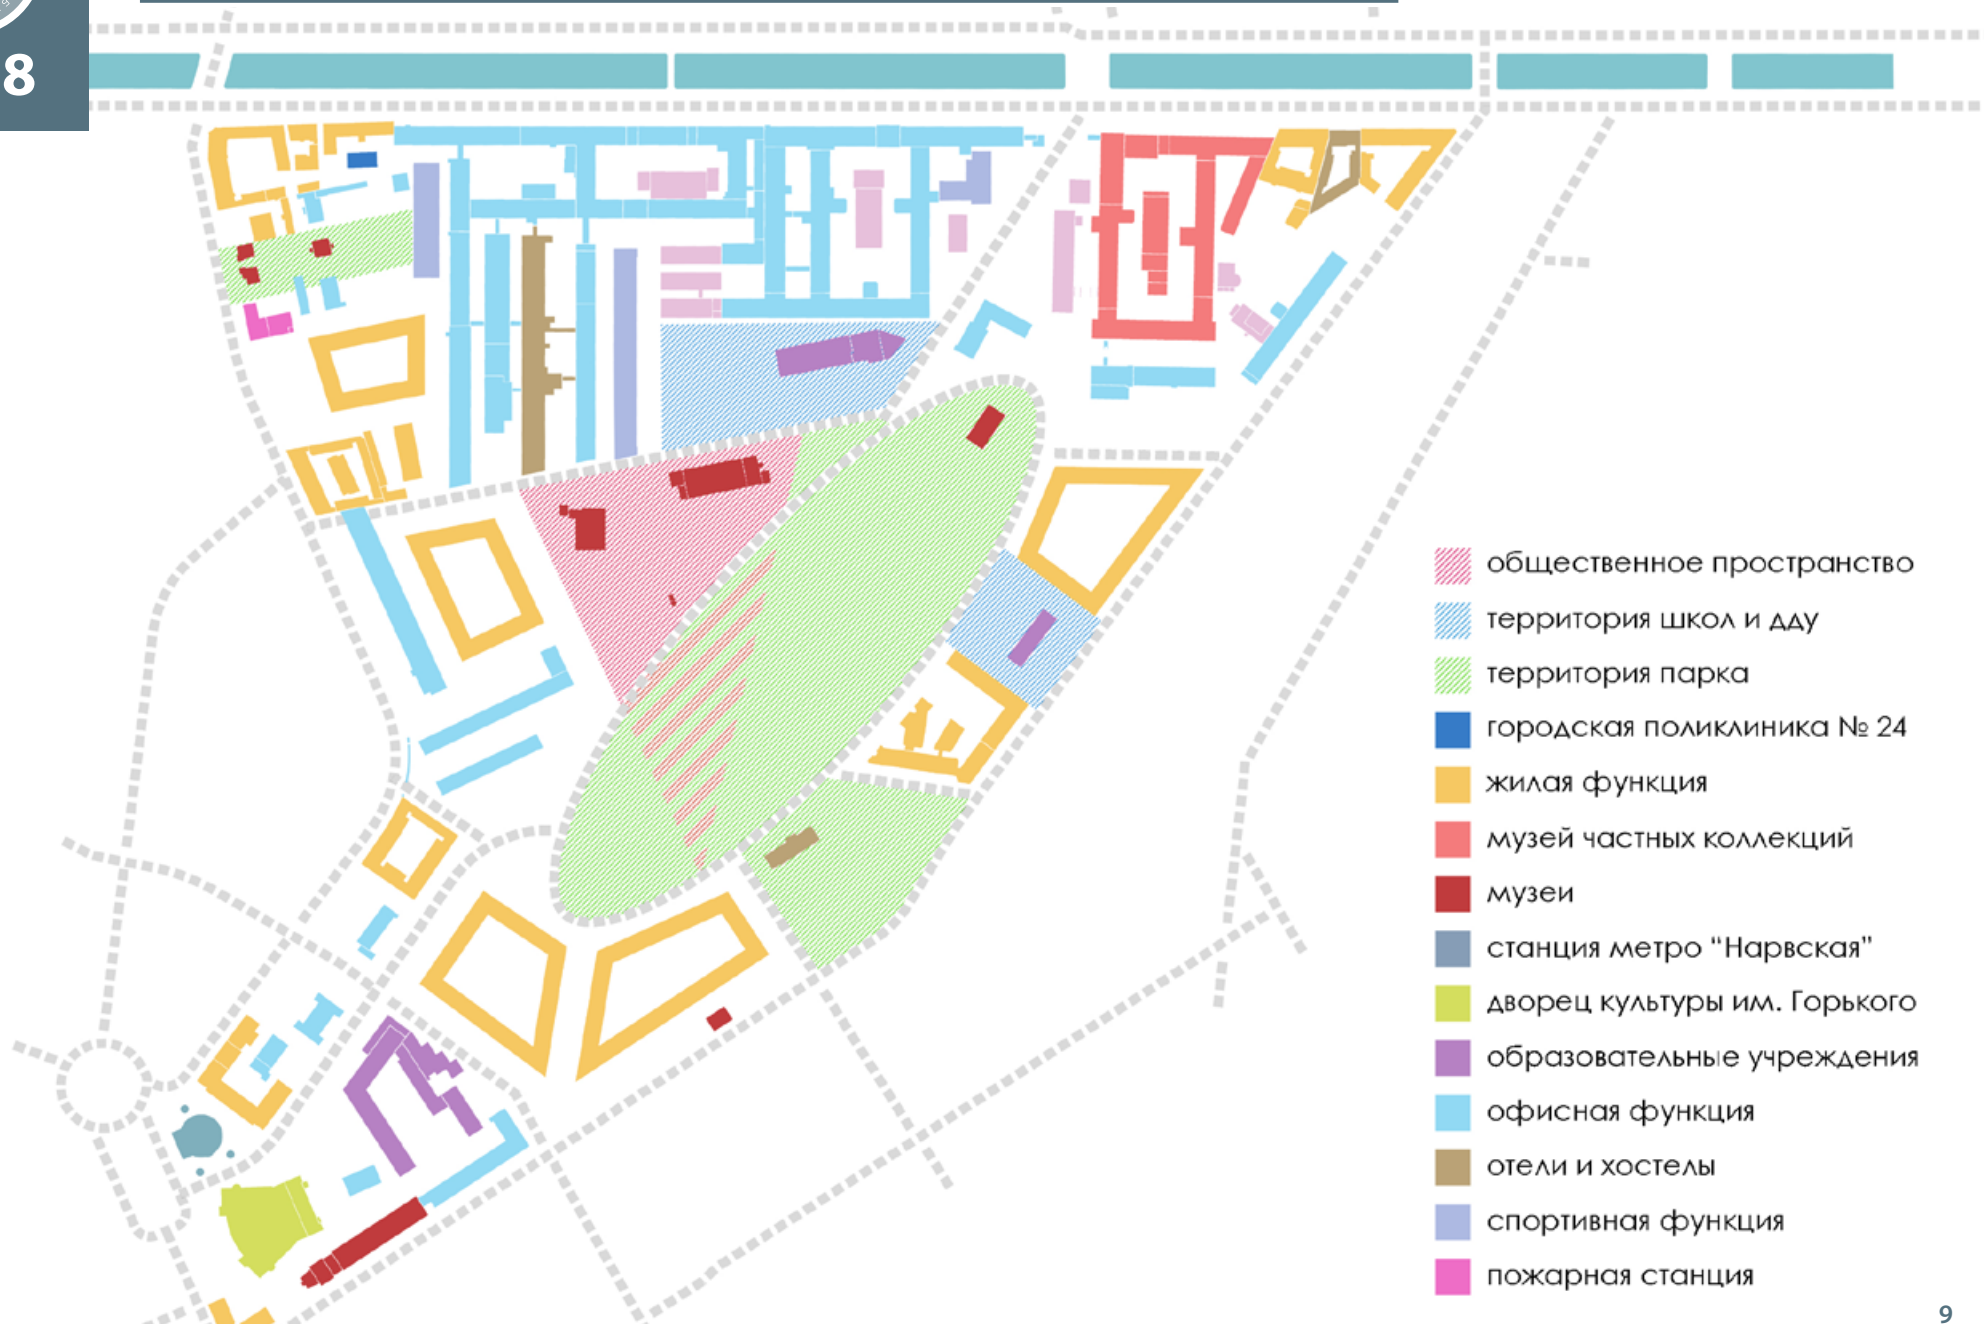 8
общественное пространство
территория школ и дду
территория парка
городская поликлиника № 24
жилая функция
музей частных коллекций
музеи
станция метро “Нарвская”
дворец культуры им. Горького
образовательные учреждения
офисная функция
отели и хостелы
спортивная функция
пожарная станция
9